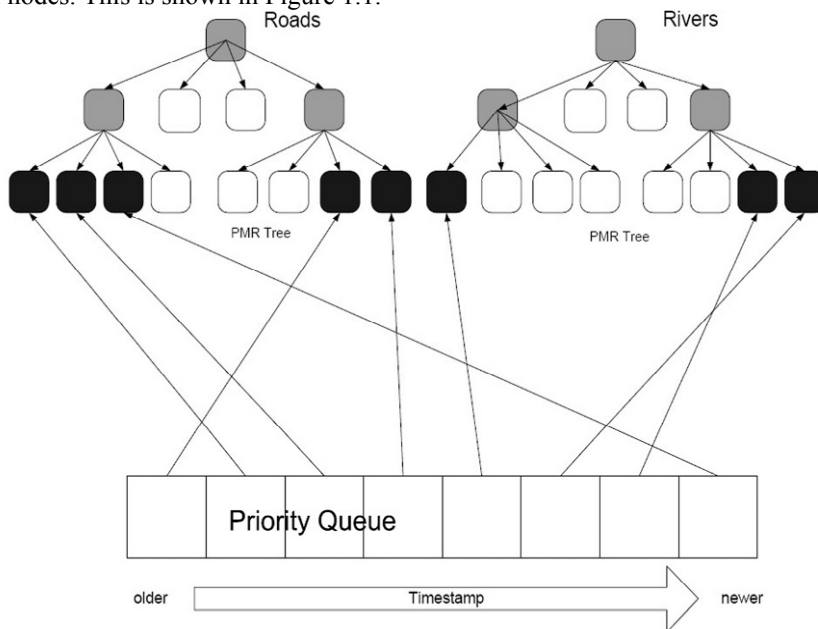 nodes. This is shown in Figure 1.1.
Roads
Rivers
PMR Tree
PMR Tree
Priority Queue
older
Timestamp
newer